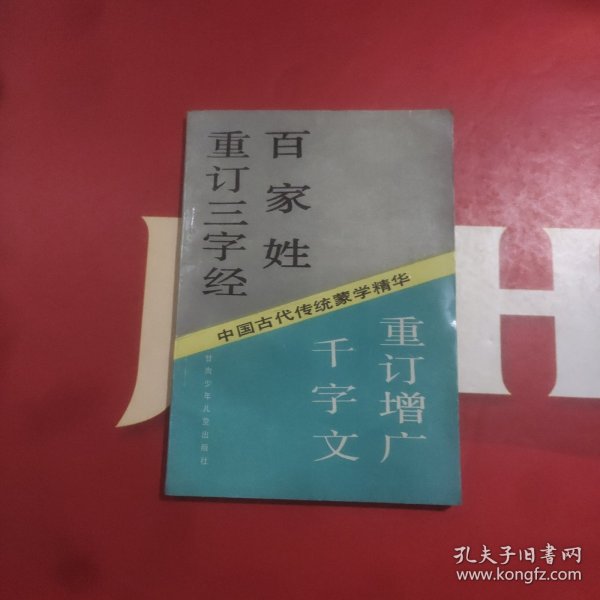 百家姓
重订三字经
中国古代传统蒙学精华
重订增广
千字文
甘肃少年儿童出版社
J
H
孔夫子旧书网
www.kongfz.com